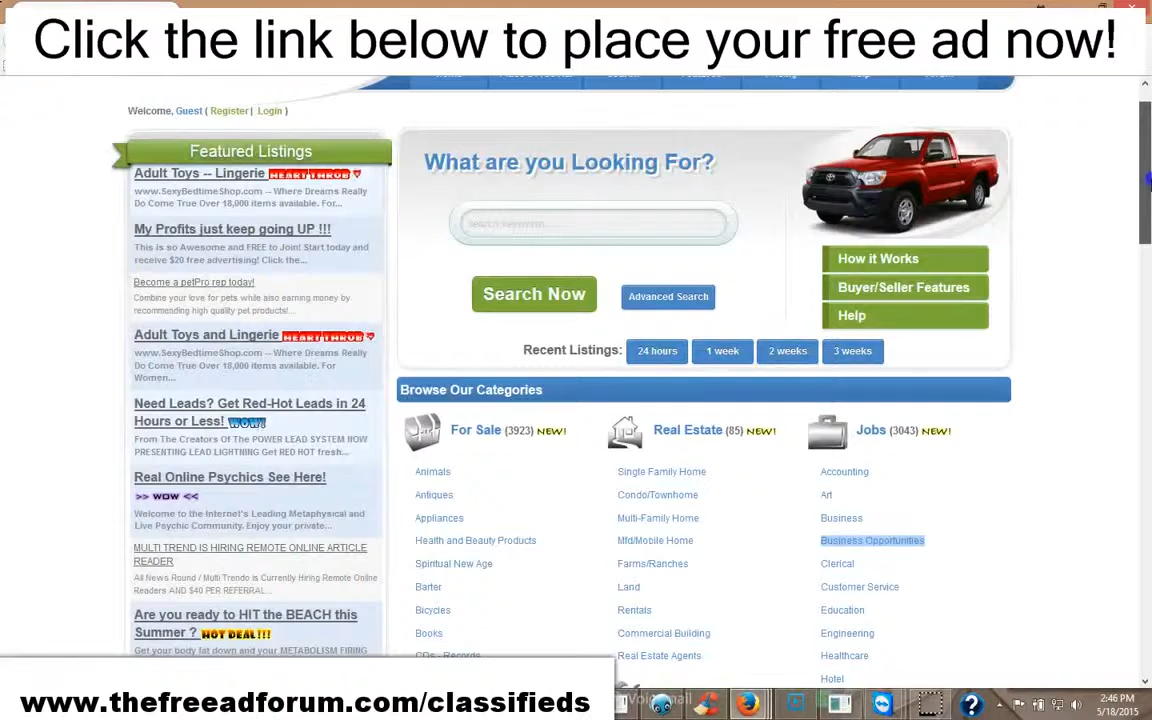 Click the link below to place your free ad now!
Welcome, Guest ( Register | Login )
Featured Listings
Adult Toys -- Lingerie HEART THROB
www.SexyBedtimeShop.com -- Where Dreams Really
Do Come True Over 18,000 items available. For...
My Profits just keep going UP !!!
This is so Awesome and FREE to Join! Start today and
receive $20 free advertising! Click the...
Become a petPro rep today!
Combine your love for pets while also earning money by
recommending high quality pet products!...
Adult Toys and Lingerie HEART THROB
www.SexyBedtimeShop.com -- Where Dreams Really
Do Come True Over 18,000 items available. For
Women...
Need Leads? Get Red-Hot Leads in 24
Hours or Less! WOW!
From The Creators Of The POWER LEAD SYSTEM NOW
PRESENTING LEAD LIGHTNING Get RED HOT fresh...
Real Online Psychics See Here!
>> WOW <<
Welcome to the Internet's Leading Metaphysical and
Live Psychic Community. Enjoy your private...
MULTI TREND IS HIRING REMOTE ONLINE ARTICLE
READER
All News Round / Multi Trendo is Currently Hiring Remote Online
Readers AND $40 PER REFERRAL...
Are you ready to HIT the BEACH this
Summer ? HOT DEAL!!!
Get your body fat down and your METABOLISM FIRING
What are you Looking For?
Search keyword...
Search Now
Advanced Search
How it Works
Buyer/Seller Features
Help
Recent Listings: 24 hours 1 week 2 weeks 3 weeks
Browse Our Categories
For Sale (3923) NEW!
Animals
Antiques
Appliances
Health and Beauty Products
Spiritual New Age
Barter
Bicycles
Books
CDs - Records
Real Estate (85) NEW!
Single Family Home
Condo/Townhome
Multi-Family Home
Mfd/Mobile Home
Farms/Ranches
Land
Rentals
Commercial Building
Real Estate Agents
Jobs (3043) NEW!
Accounting
Art
Business
Business Opportunities
Clerical
Customer Service
Education
Engineering
Healthcare
Hotel
www.thefreeadforum.com/classifieds
2:46 PM
5/18/2015